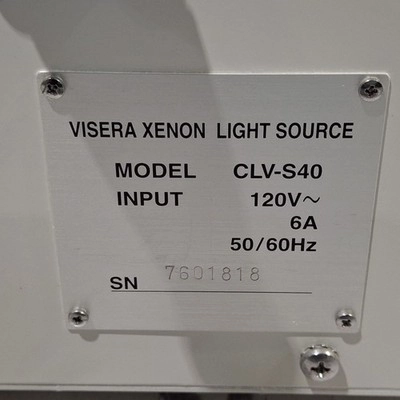 VISERA XENON LIGHT SOURCE
MODEL CLV-S40
INPUT 120V~
6A
50/60Hz
SN 7601818